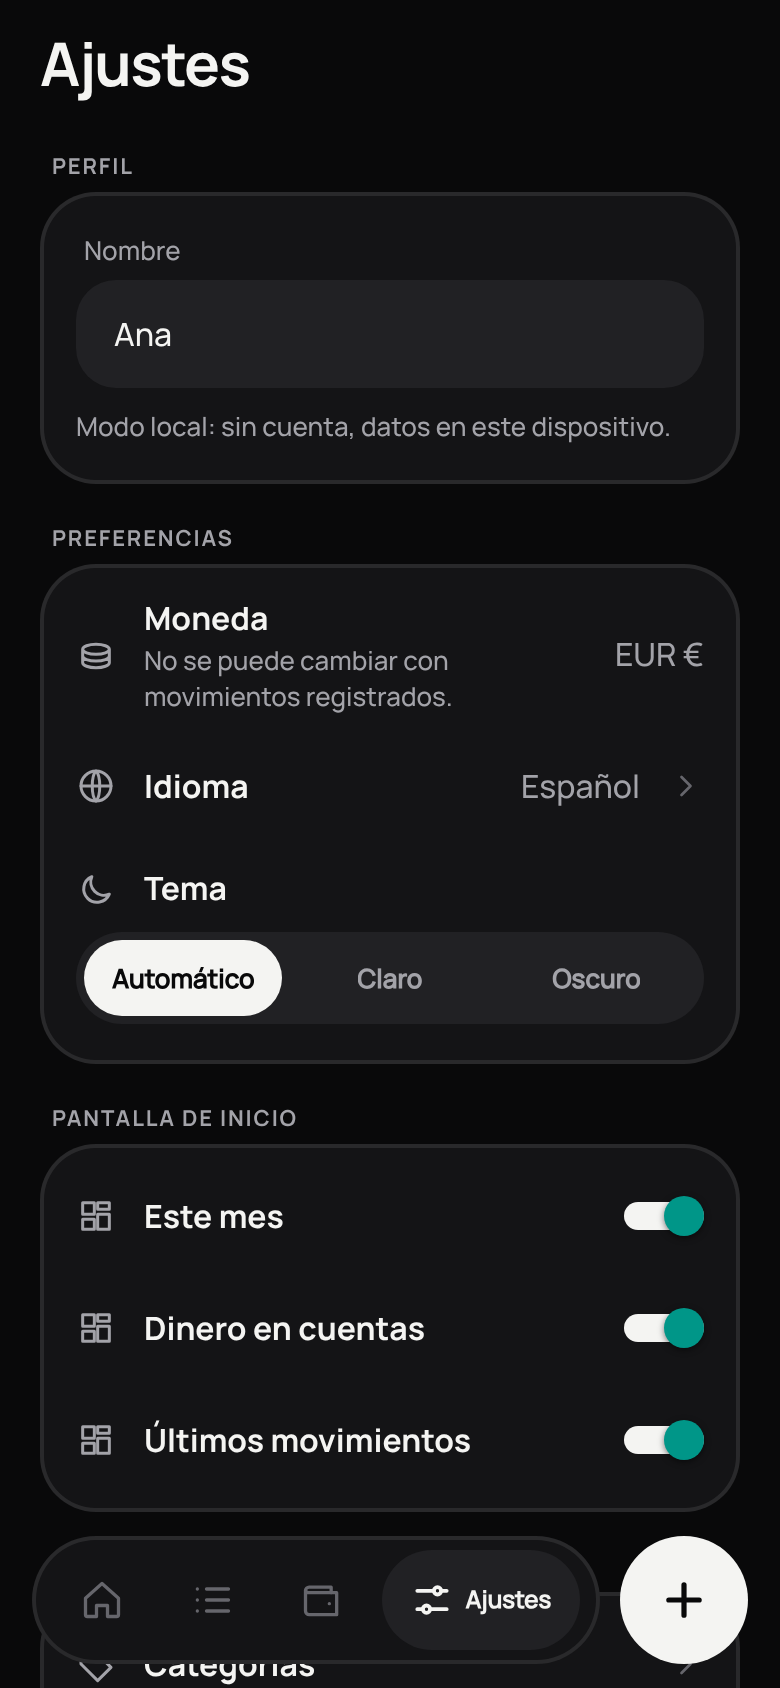 Ajustes
PERFIL
Nombre
Ana
Modo local: sin cuenta, datos en este dispositivo.
PREFERENCIAS
Moneda
No se puede cambiar con
movimientos registrados.
EUR €
Idioma
Español
Tema
Automático
Claro
Oscuro
PANTALLA DE INICIO
Este mes
Dinero en cuentas
Últimos movimientos
Ajustes
Categorías